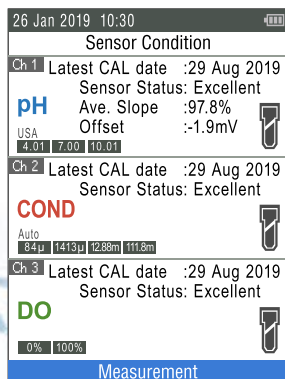 26 Jan 2019 10:30
Sensor Condition
Ch 1 Latest CAL date :29 Aug 2019
Sensor Status: Excellent
pH Ave. Slope :97.8%
Offset :-1.9mV
USA
4.01 7.00 10.01
Ch 2 Latest CAL date :29 Aug 2019
Sensor Status: Excellent
COND
Auto
84µ 1413µ 12.88m 111.8m
Ch 3 Latest CAL date :29 Aug 2019
Sensor Status: Excellent
DO
0% 100%
Measurement